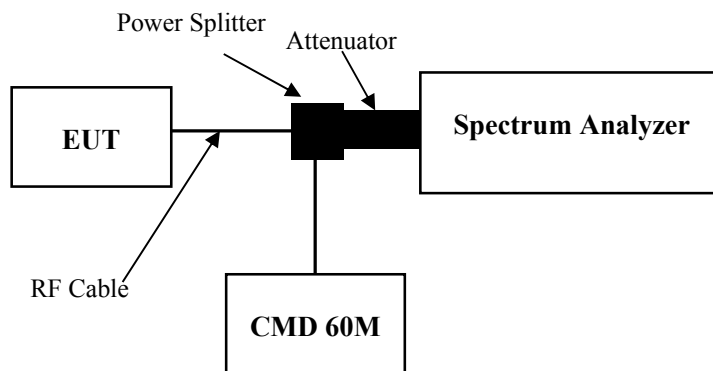 Power Splitter
Attenuator
EUT
Spectrum Analyzer
RF Cable
CMD 60M